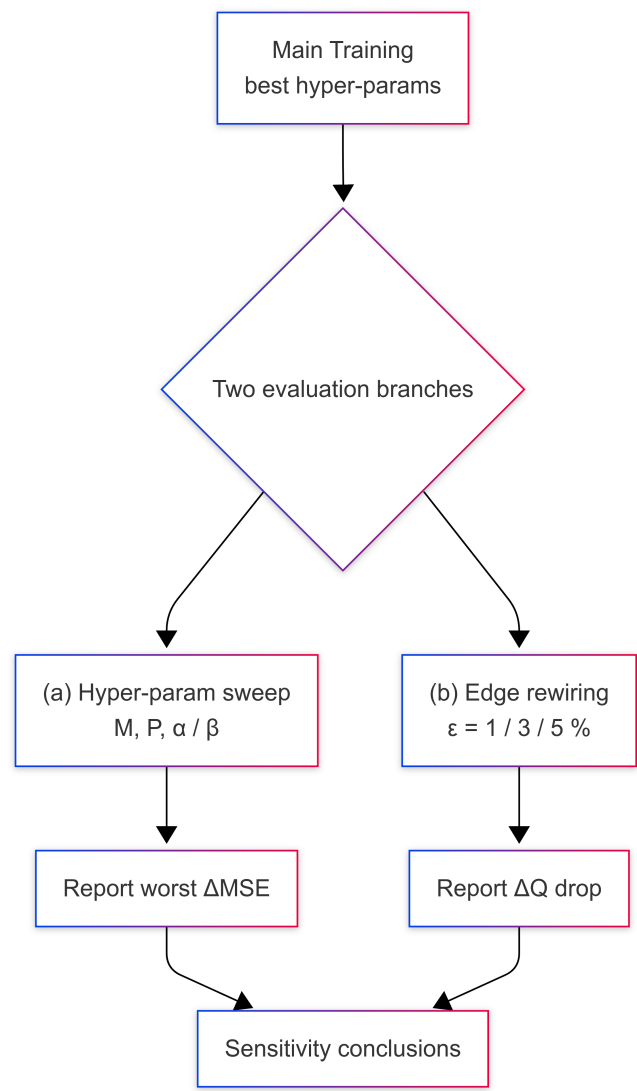 Main Training
best hyper-params
Two evaluation branches
(a) Hyper-param sweep
M, P, α / β
(b) Edge rewiring
ε = 1 / 3 / 5 %
Report worst ΔMSE
Report ΔQ drop
Sensitivity conclusions